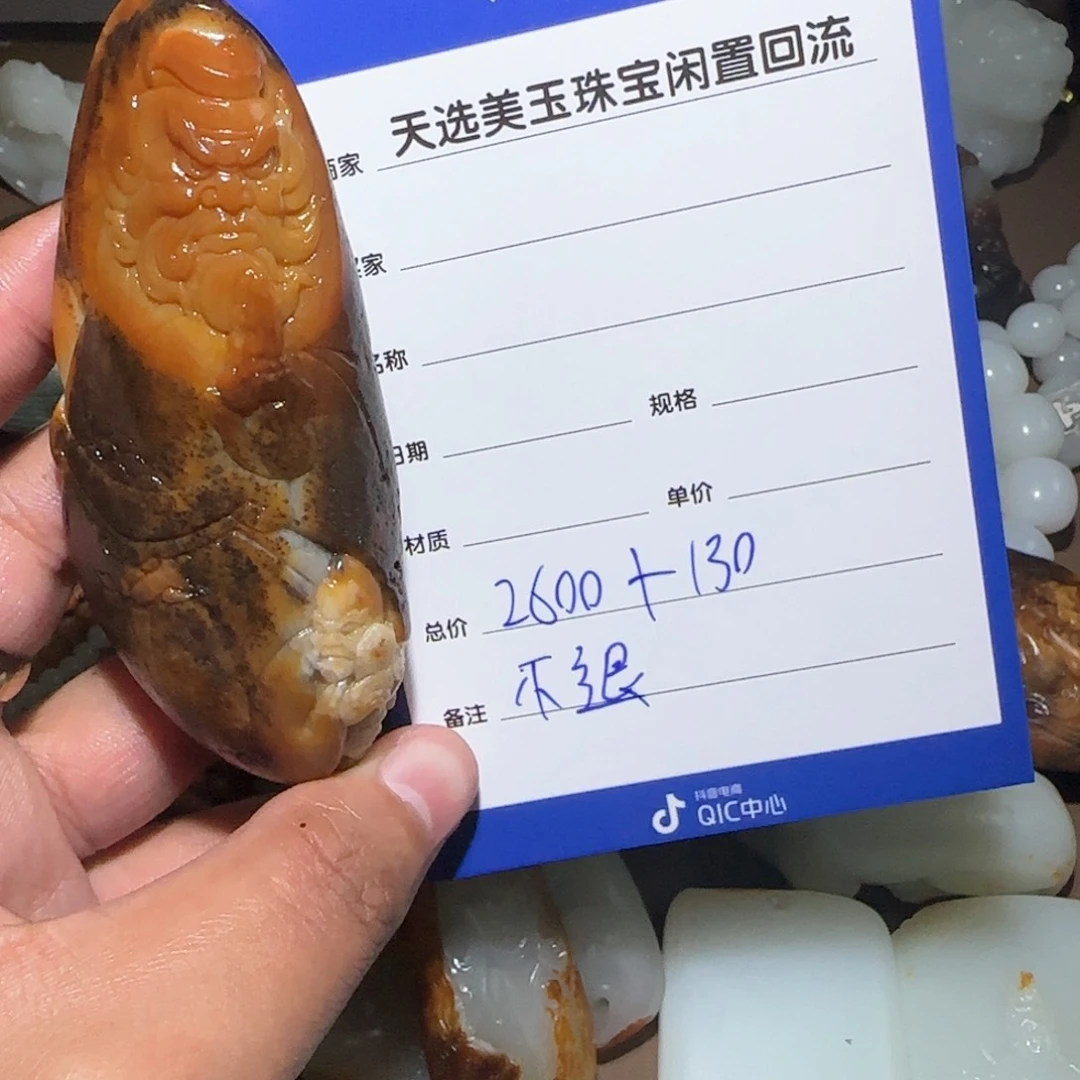 商家 天选美玉珠宝闲置回流
买家
名称
日期 规格
材质 单价
总价 2600+130
备注 不退
抖音电商
QIC中心